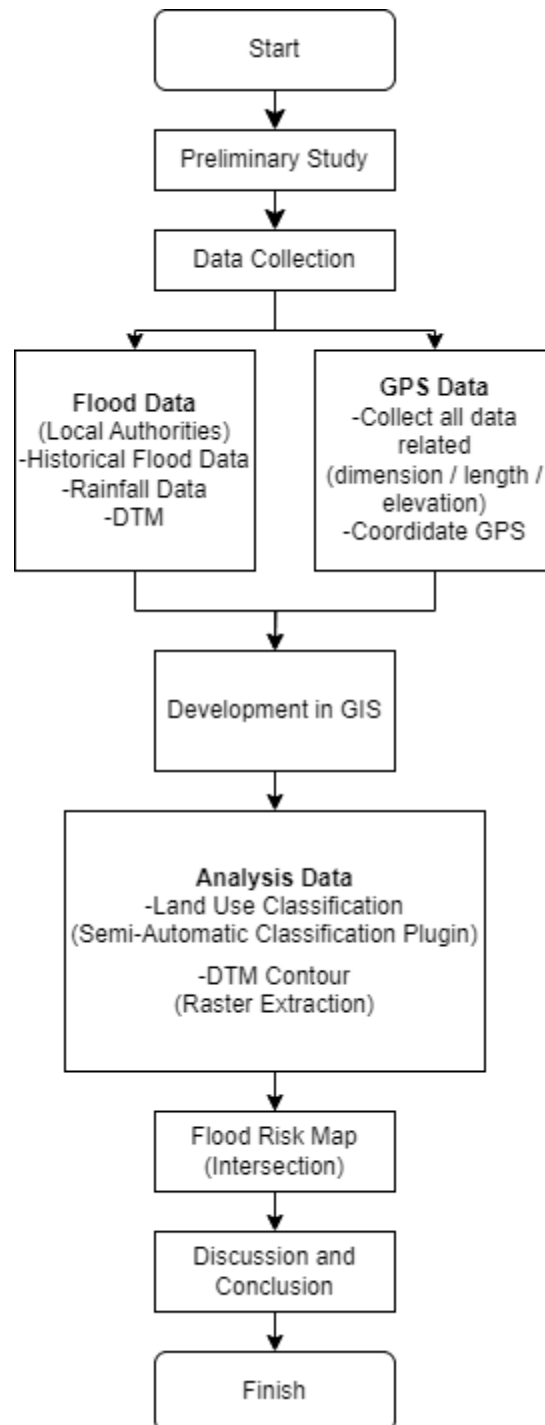 Start
Preliminary Study
Data Collection
Flood Data
(Local Authorities)
-Historical Flood Data
-Rainfall Data
-DTM
GPS Data
-Collect all data
related
(dimension / length /
elevation)
-Coordidate GPS
Development in GIS
Analysis Data
-Land Use Classification
(Semi-Automatic Classification Plugin)
-DTM Contour
(Raster Extraction)
Flood Risk Map
(Intersection)
Discussion and
Conclusion
Finish